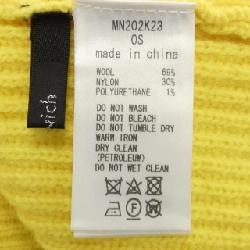 MN202K23
OS
made in china
WOOL 69%
NYLON 30%
POLYURETHANE 1%
DO NOT WASH
DO NOT BLEACH
DO NOT TUMBLE DRY
WARM IRON
DRY CLEAN
(PETROLEUM)
DO NOT WET CLEAN